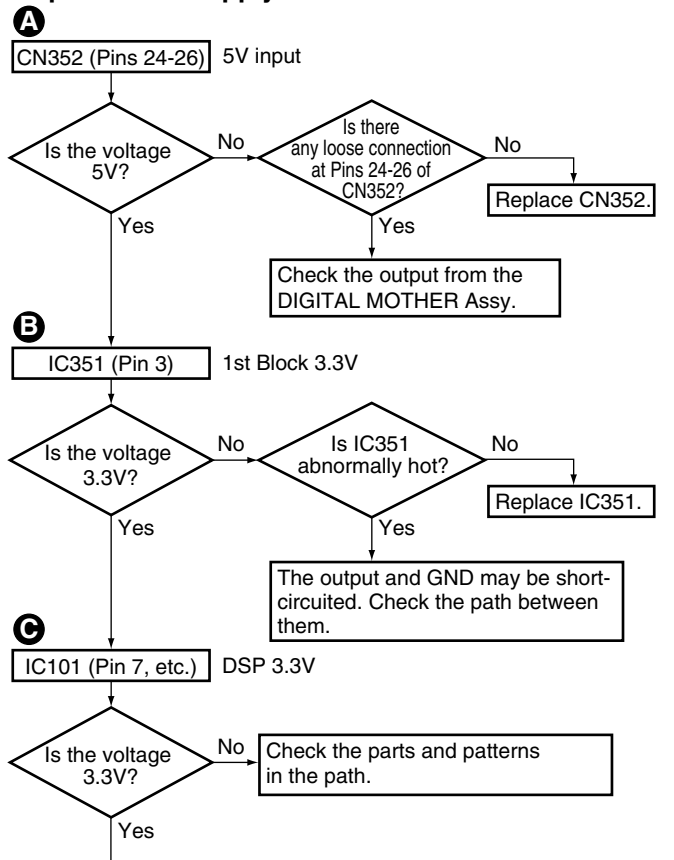 A
CN352 (Pins 24-26) 5V input
Is the voltage
5V?
No
Is there
any loose connection
at Pins 24-26 of
CN352?
No
Replace CN352.
Yes
Yes
Check the output from the
DIGITAL MOTHER Assy.
B
IC351 (Pin 3) 1st Block 3.3V
Is the voltage
3.3V?
No
Is IC351
abnormally hot?
No
Replace IC351.
Yes
Yes
The output and GND may be short-
circuited. Check the path between
them.
C
IC101 (Pin 7, etc.) DSP 3.3V
Is the voltage
3.3V?
No
Check the parts and patterns
in the path.
Yes